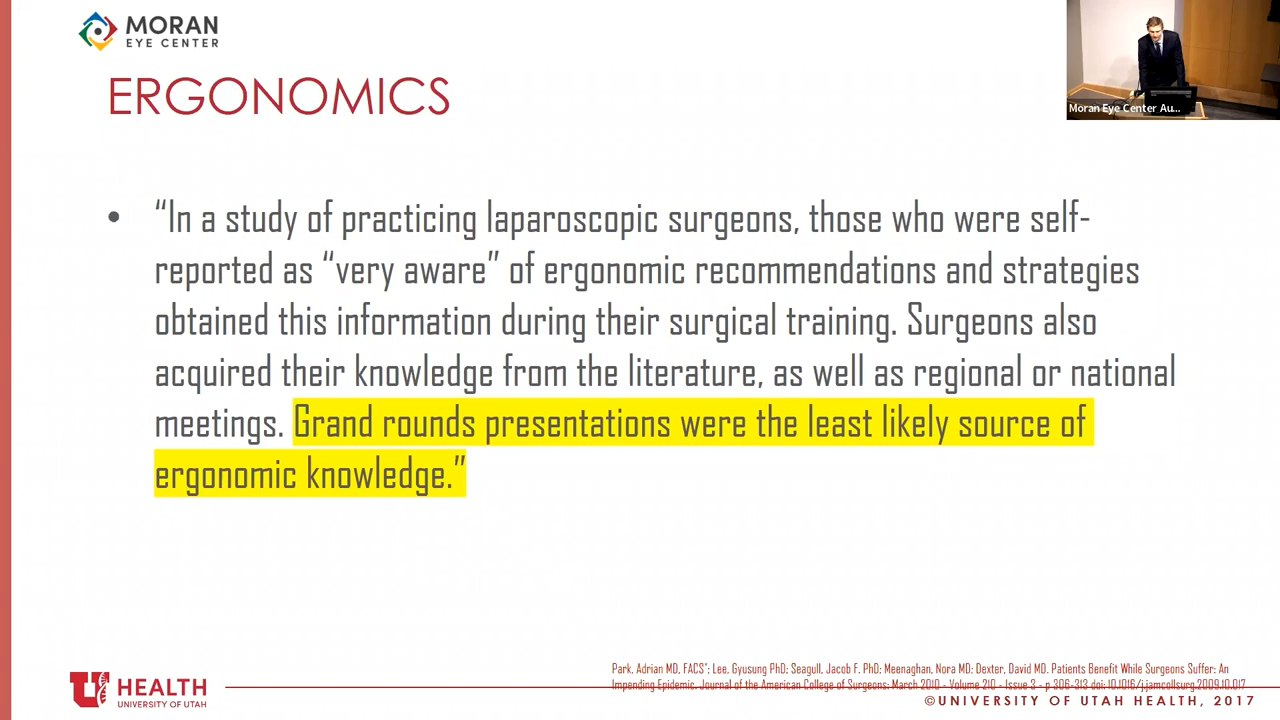 MORAN
EYE CENTER
Moran Eye Center Au...
ERGONOMICS
• “In a study of practicing laparoscopic surgeons, those who were self-
reported as “very aware” of ergonomic recommendations and strategies
obtained this information during their surgical training. Surgeons also
acquired their knowledge from the literature, as well as regional or national
meetings. Grand rounds presentations were the least likely source of
ergonomic knowledge.”
Park, Adrian MD, FACS*; Lee, Gyusung PhD; Seagull, Jacob F. PhD; Meenaghan, Nora MD; Dexter, David MD. Patients Benefit While Surgeons Suffer: An
Impending Epidemic. Journal of the American College of Surgeons: March 2010 - Volume 210 - Issue 3 - p 306-313 doi: 10.1016/j.jamcollsurg.2009.10.017
U HEALTH
UNIVERSITY OF UTAH
©UNIVERSITY OF UTAH HEALTH, 2017